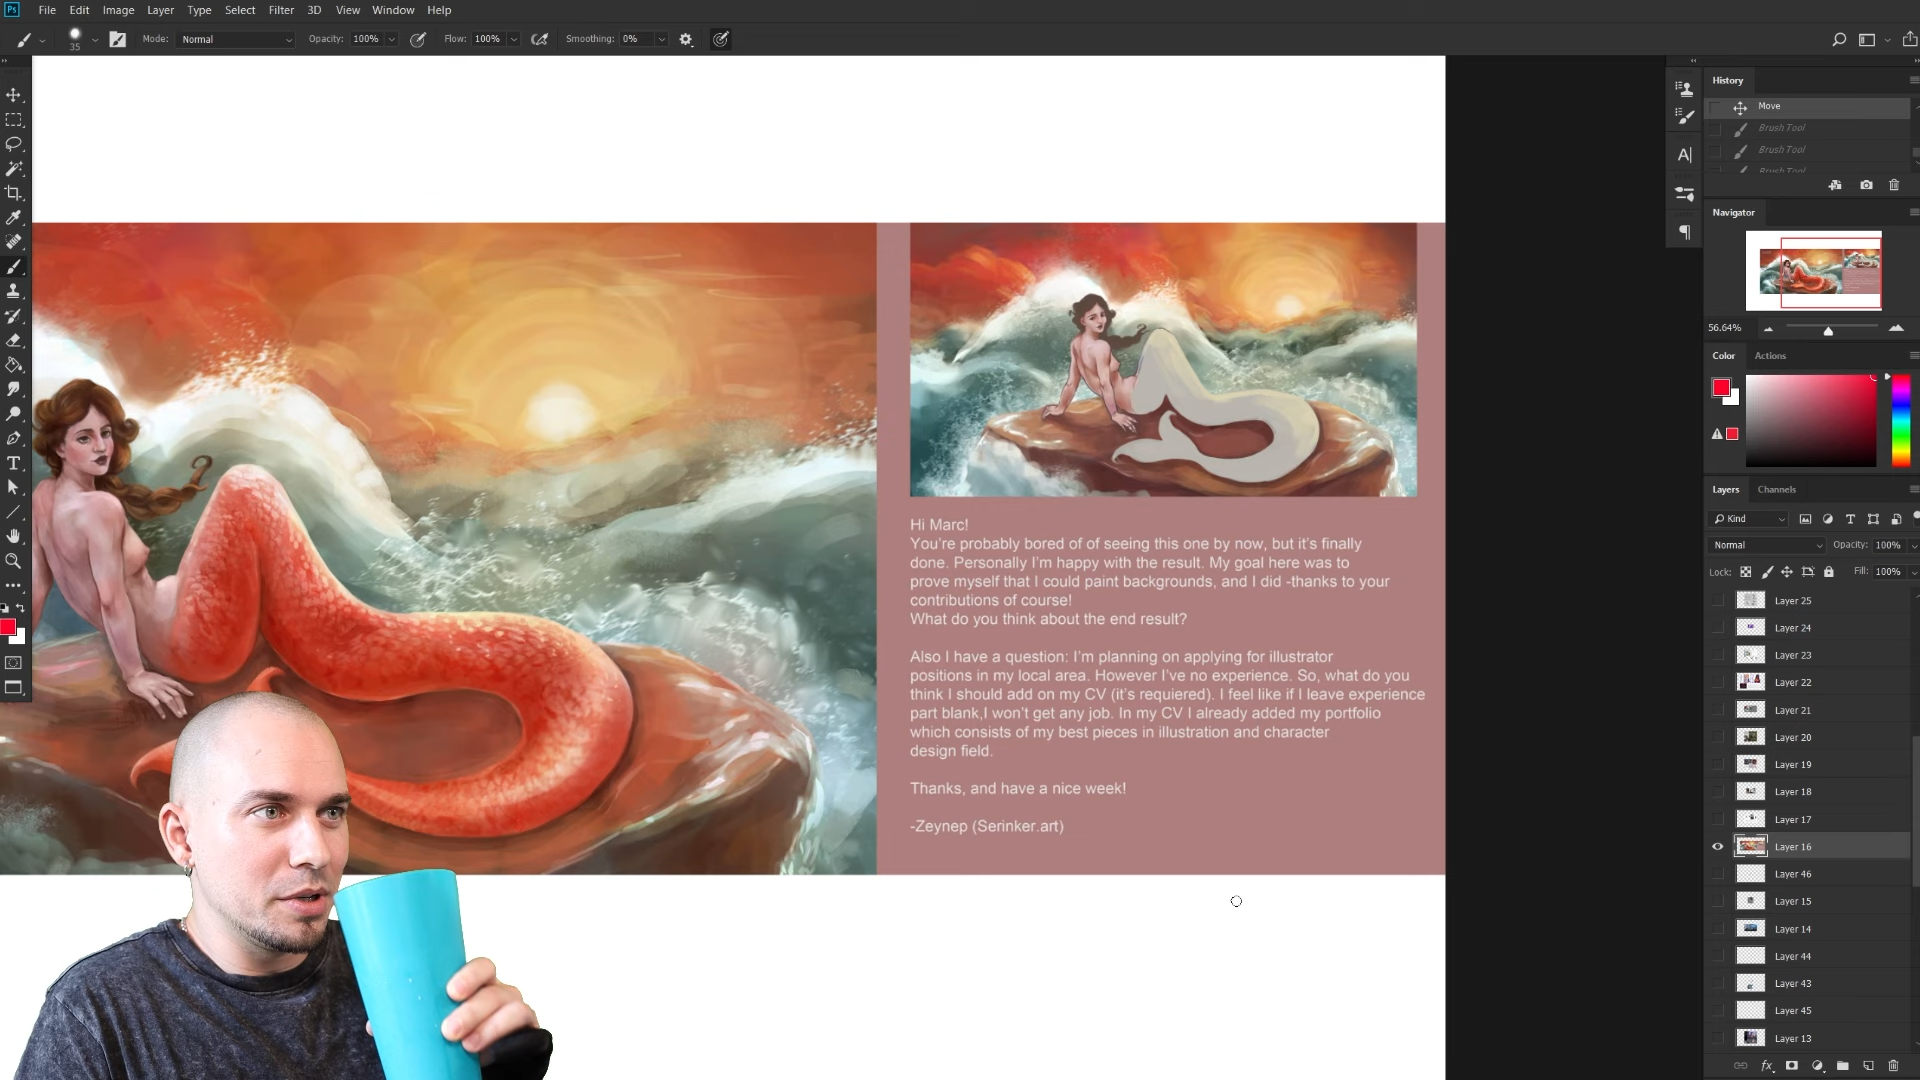 Ps File Edit Image Layer Type Select Filter 3D View Window Help
35 Mode: Normal Opacity: 100% Flow: 100% Smoothing: 0%
History
Move
Brush Tool
Brush Tool
Brush Tool
Navigator
56.64%
Color Actions
Layers Channels
Kind
Normal Opacity: 100%
Lock: Fill: 100%
Layer 25
Layer 24
Layer 23
Layer 22
Layer 21
Layer 20
Layer 19
Layer 18
Layer 17
Layer 16
Layer 46
Layer 15
Layer 14
Layer 44
Layer 43
Layer 45
Layer 13
fx
Hi Marc!
You're probably bored of of seeing this one by now, but it's finally
done. Personally I'm happy with the result. My goal here was to
prove myself that I could paint backgrounds, and I did -thanks to your
contributions of course!
What do you think about the end result?
Also I have a question: I'm planning on applying for illustrator
positions in my local area. However I've no experience. So, what do you
think I should add on my CV (it's requiered). I feel like if I leave experience
part blank,I won't get any job. In my CV I already added my portfolio
which consists of my best pieces in illustration and character
design field.
Thanks, and have a nice week!
-Zeynep (Serinker.art)